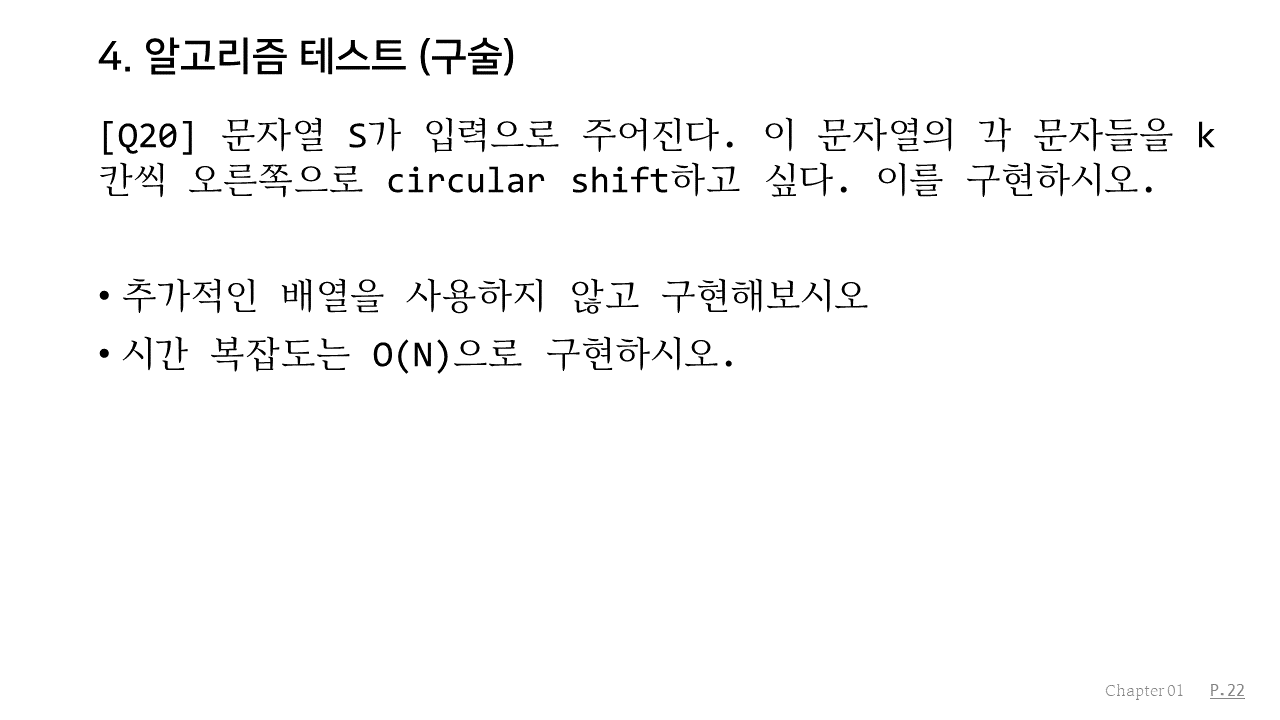 4. 알고리즘 테스트 (구술)
[Q20] 문자열 S가 입력으로 주어진다. 이 문자열의 각 문자들을 k
칸씩 오른쪽으로 circular shift하고 싶다. 이를 구현하시오.
• 추가적인 배열을 사용하지 않고 구현해보시오
• 시간 복잡도는 O(N)으로 구현하시오.
Chapter 01 P.22